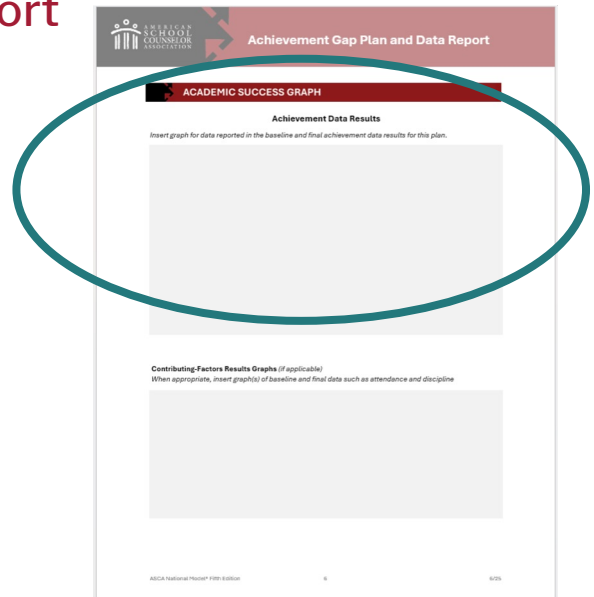 ort
AMERICAN
SCHOOL
COUNSELOR
ASSOCIATION
Achievement Gap Plan and Data Report
ACADEMIC SUCCESS GRAPH
Achievement Data Results
Insert graph for data reported in the baseline and final achievement data results for this plan.
Contributing-Factors Results Graphs (if applicable)
When appropriate, insert graph(s) of baseline and final data such as attendance and discipline
ASCA National Model® Fifth Edition 6 6/25